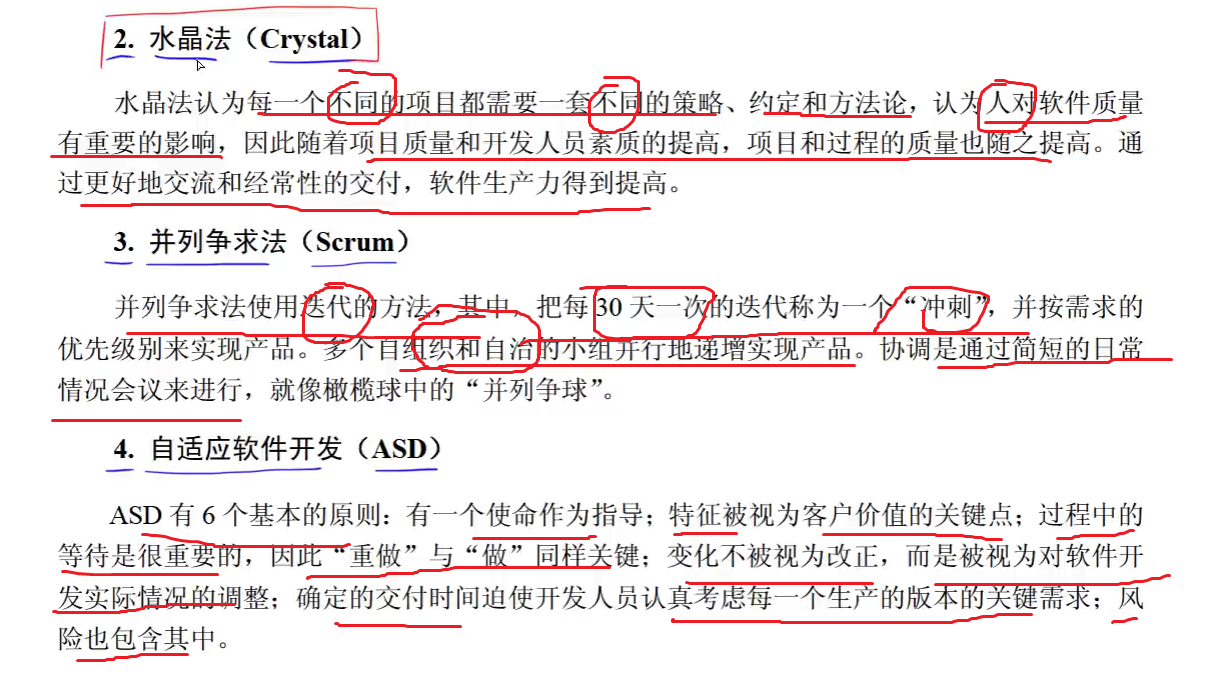 2. 水晶法（Crystal）
水晶法认为每一个不同的项目都需要一套不同的策略、约定和方法论，认为人对软件质量
有重要的影响，因此随着项目质量和开发人员素质的提高，项目和过程的质量也随之提高。通
过更好地交流和经常性的交付，软件生产力得到提高。
3. 并列争求法（Scrum）
并列争求法使用迭代的方法，其中，把每 30 天一次的迭代称为一个“冲刺”，并按需求的
优先级别来实现产品。多个自组织和自治的小组并行地递增实现产品。协调是通过简短的日常
情况会议来进行，就像橄榄球中的“并列争球”。
4. 自适应软件开发（ASD）
ASD 有 6 个基本的原则：有一个使命作为指导；特征被视为客户价值的关键点；过程中的
等待是很重要的，因此“重做”与“做”同样关键；变化不被视为改正，而是被视为对软件开
发实际情况的调整；确定的交付时间迫使开发人员认真考虑每一个生产的版本的关键需求；风
险也包含其中。